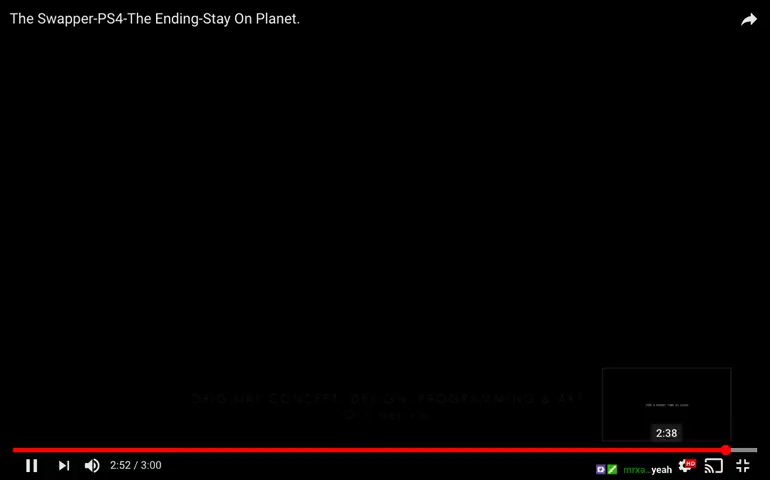 The Swapper-PS4-The Ending-Stay On Planet.
ORIGINAL CONCEPT, DESIGN, PROGRAMMING & ART
2:38
2:52 / 3:00
mrxa…yeah
HD